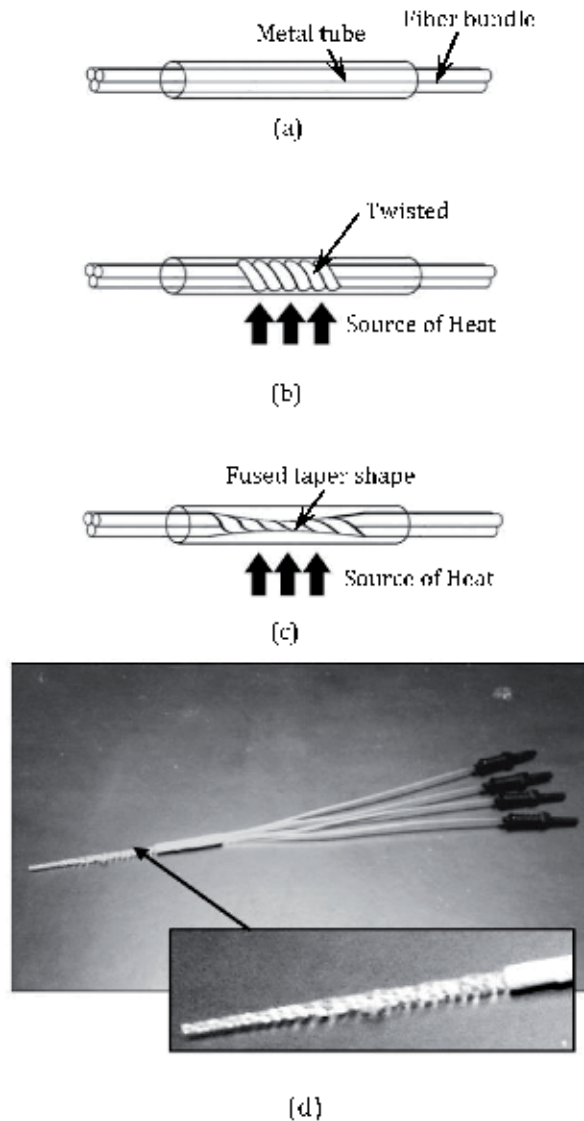 Fiber bundle
Metal tube
(a)
Twisted
Source of Heat
(b)
Fused taper shape
Source of Heat
(c)
(d)